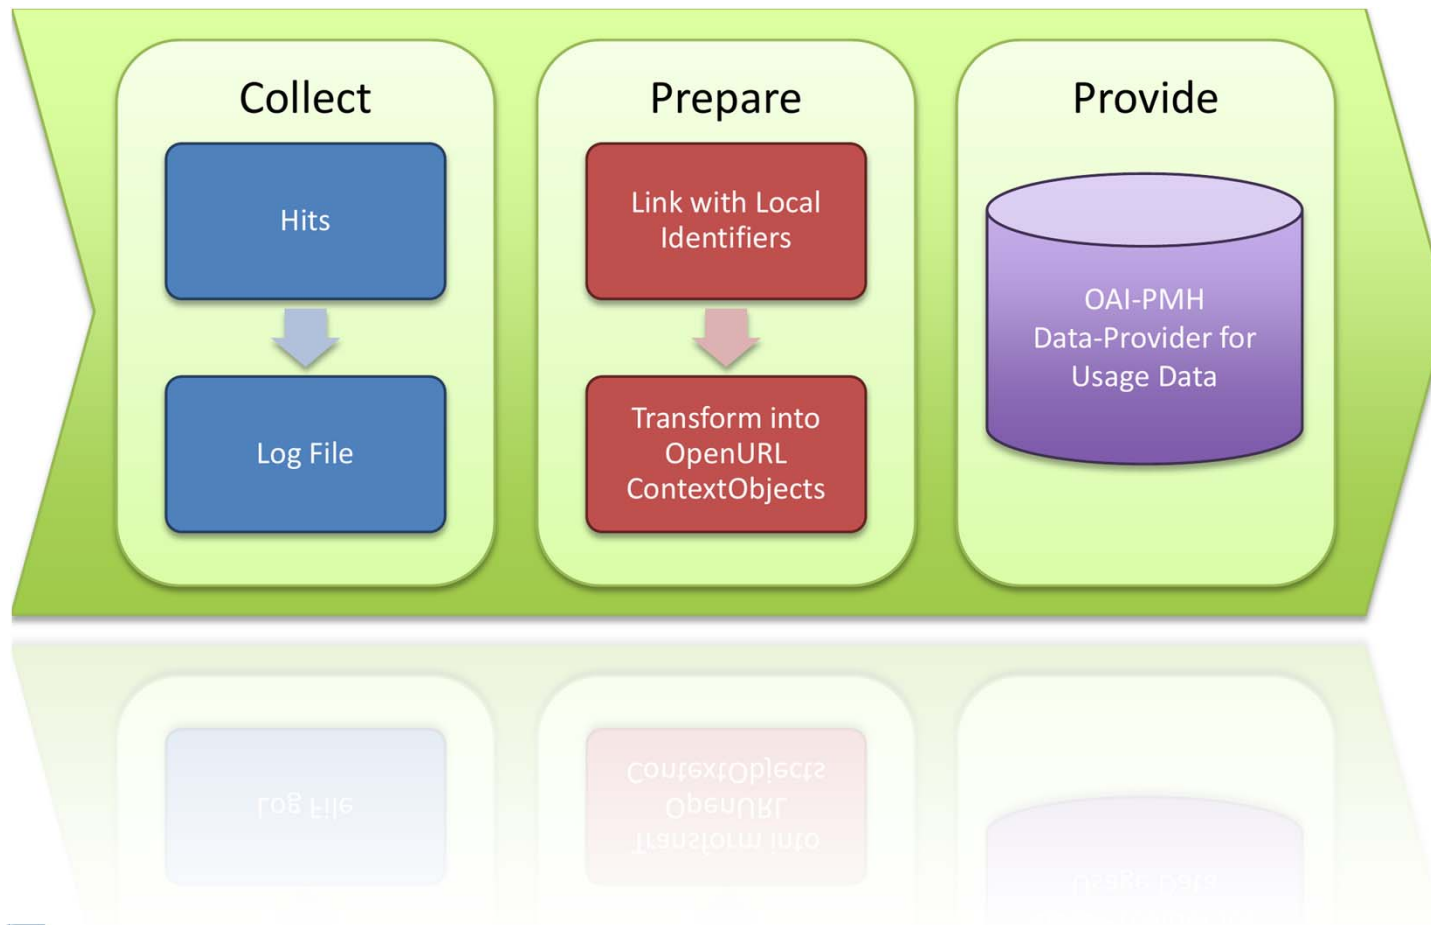 Collect
Hits
Log File
Prepare
Link with Local
Identifiers
Transform into
OpenURL
ContextObjects
Provide
OAI-PMH
Data-Provider for
Usage Data